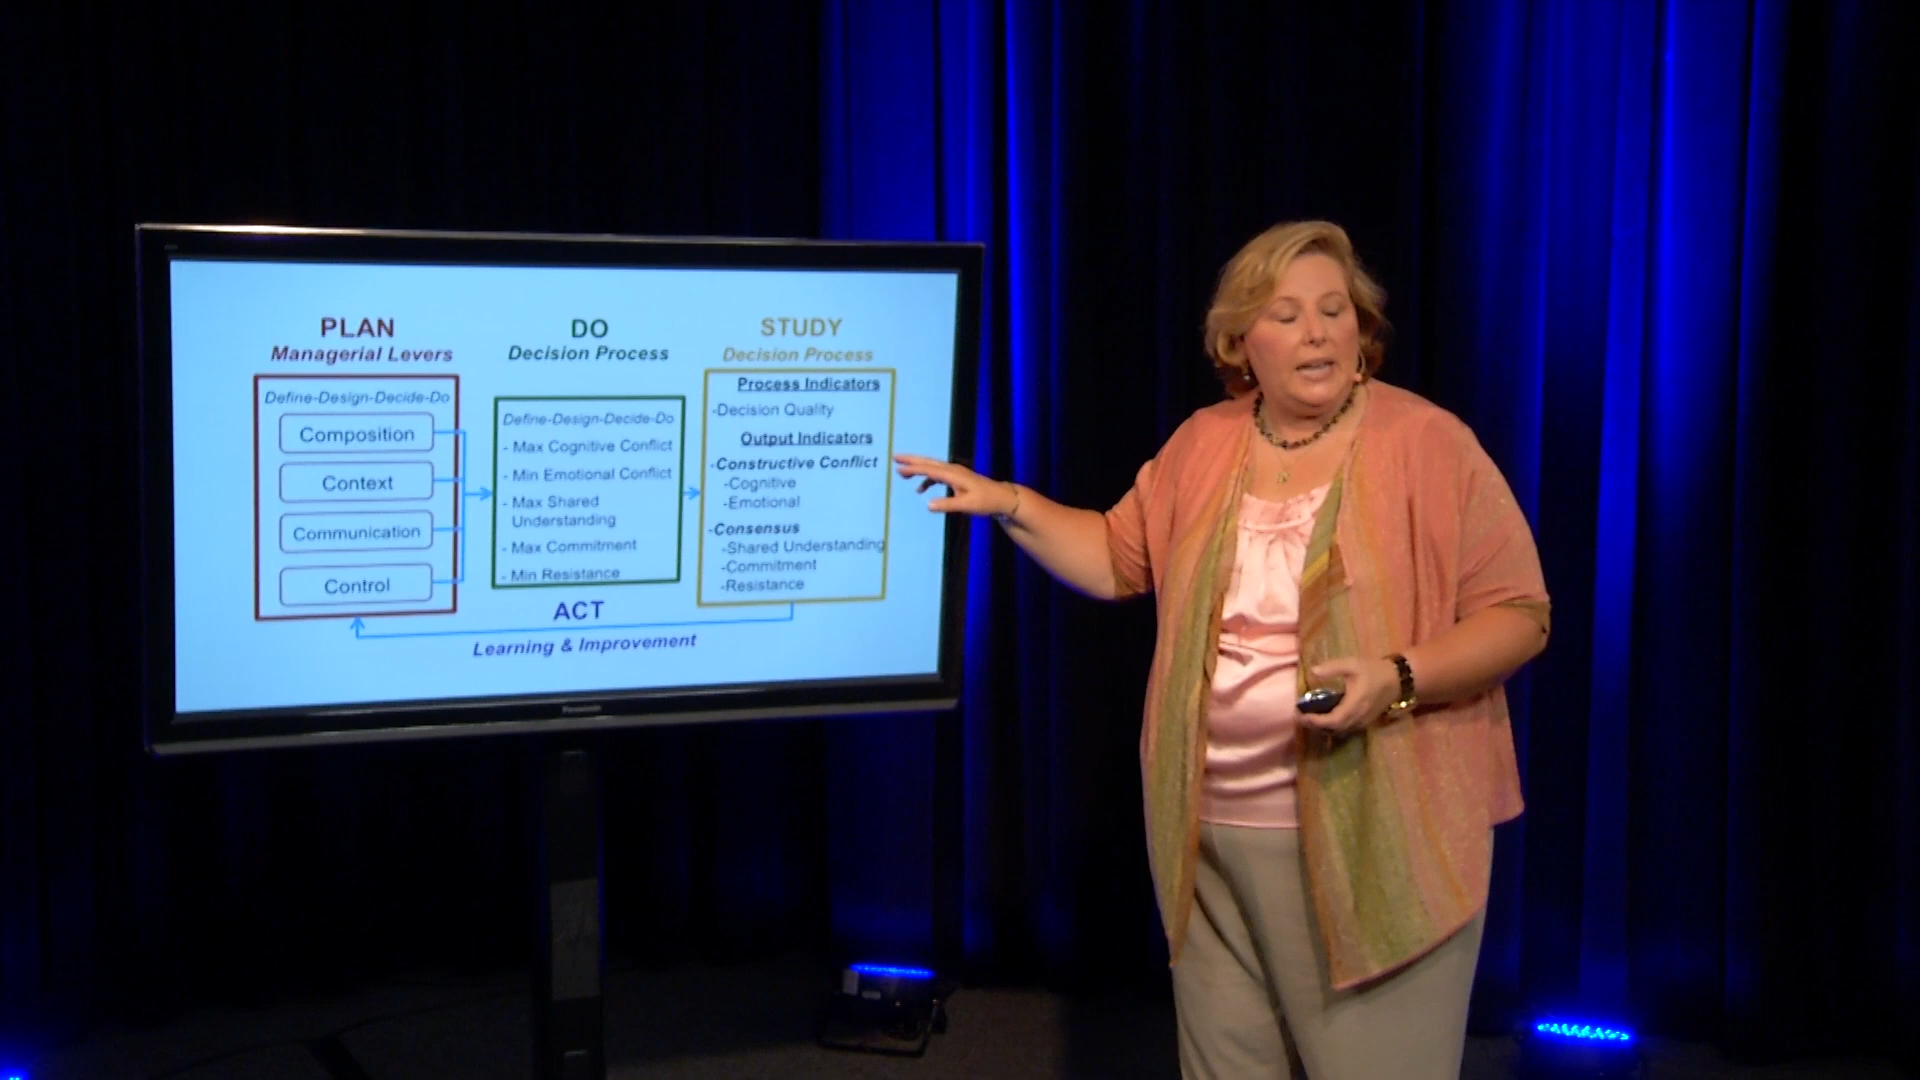 PLAN
Managerial Levers
Define-Design-Decide-Do
Composition
Context
Communication
Control
DO
Decision Process
Define-Design-Decide-Do
- Max Cognitive Conflict
- Min Emotional Conflict
- Max Shared
Understanding
- Max Commitment
- Min Resistance
STUDY
Decision Process
Process Indicators
-Decision Quality
Output Indicators
-Constructive Conflict
-Cognitive
-Emotional
-Consensus
-Shared Understanding
-Commitment
-Resistance
ACT
Learning & Improvement
Panasonic